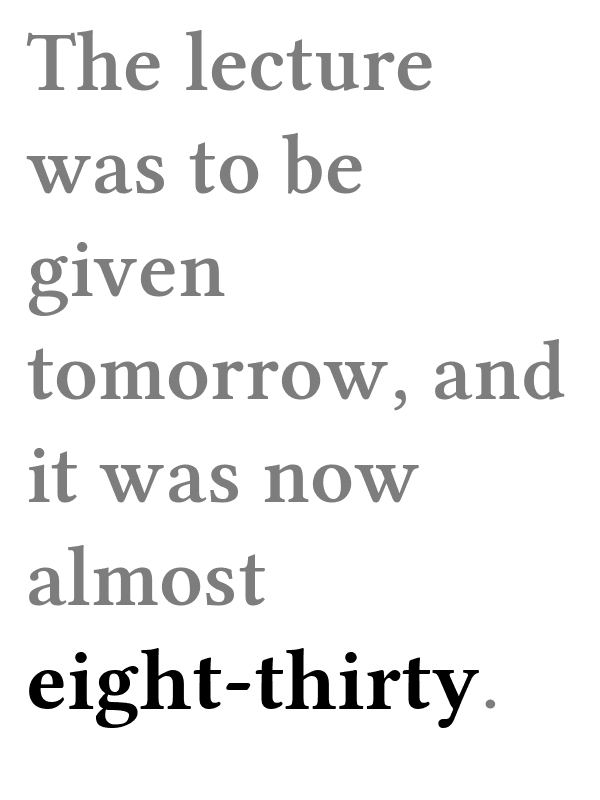 The lecture
was to be
given
tomorrow, and
it was now
almost
eight-thirty.